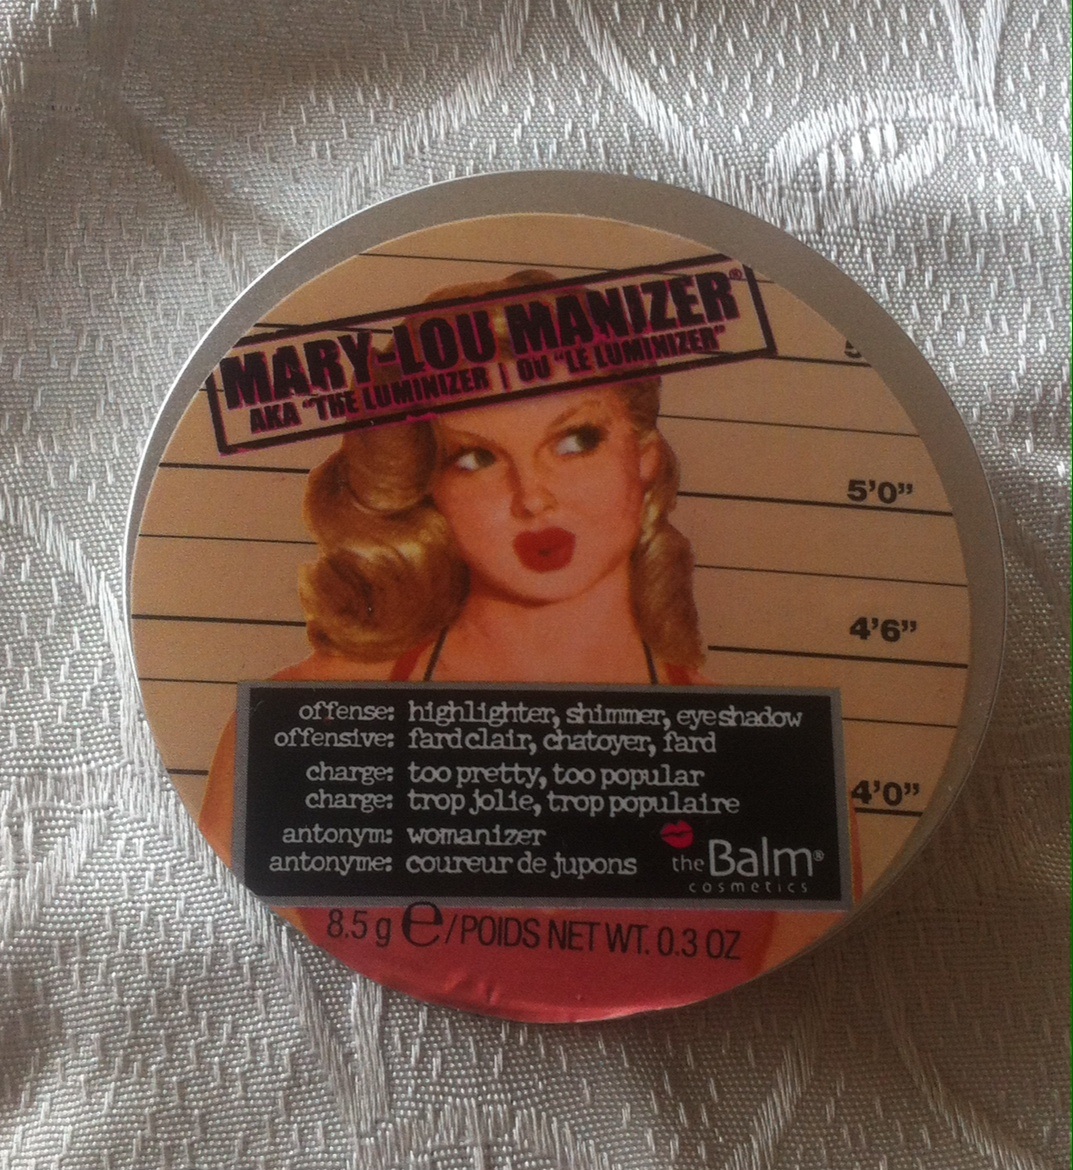 MARY-LOU MANIZER®
AKA "THE LUMINIZER | OU "LE LUMINIZER"
5'0”
4'6”
4'0”
offense: highlighter, shimmer, eyeshadow
offensive: fard clair, chatoyer, fard
charge: too pretty, too popular
charge: trop jolie, trop populaire
antonym: womanizer
antonyme: coureur de jupons
the Balm®
cosmetics
8.5 g ℮/POIDS NET WT. 0.3 OZ